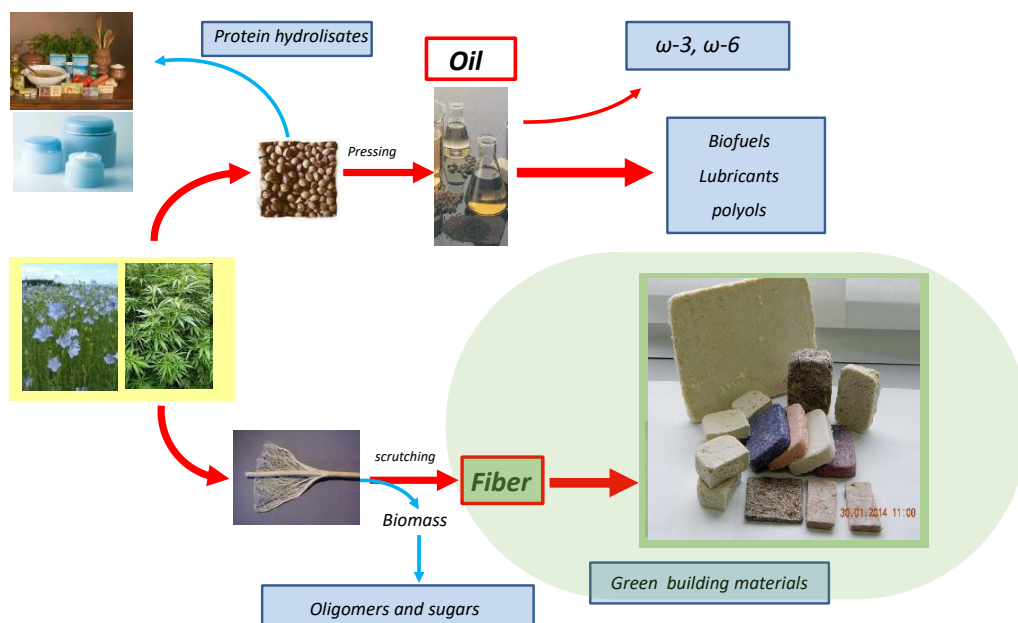 Protein hydrolisates
Oil
ω-3, ω-6
Pressing
Biofuels
Lubricants
polyols
scrutching
Fiber
Biomass
30.01.2014 11:00
Green building materials
Oligomers and sugars